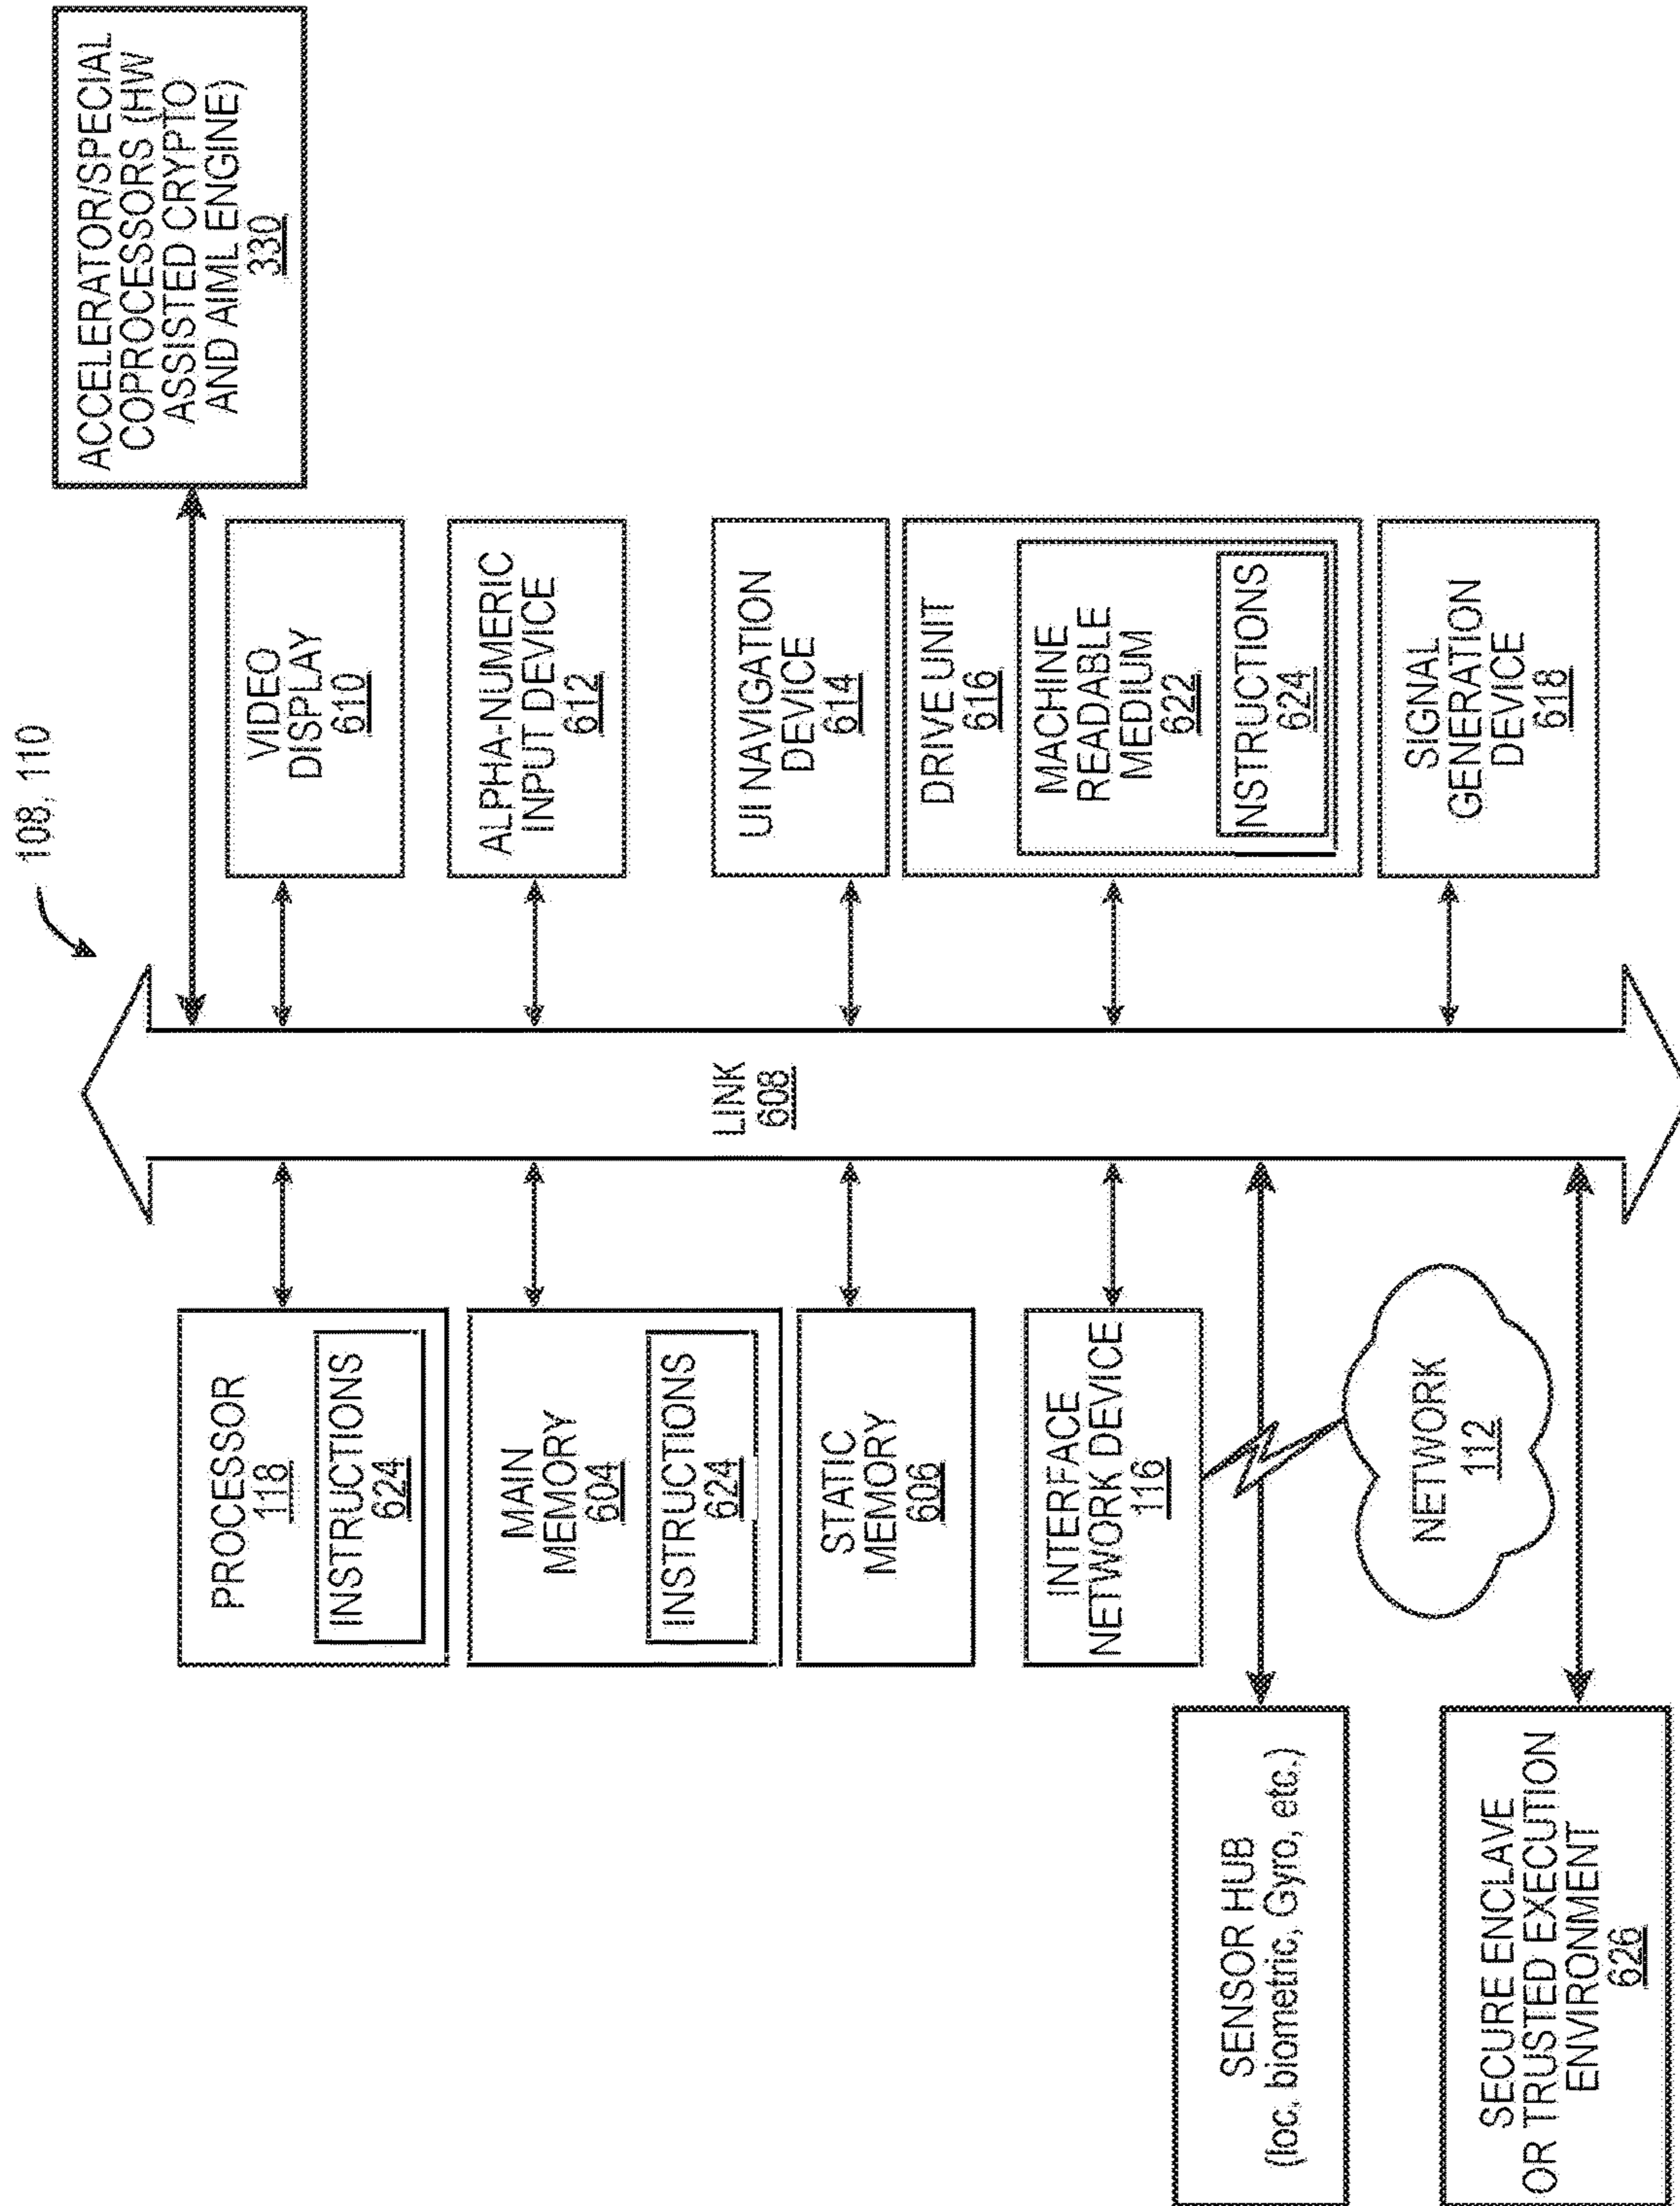 108, 110
ACCELERATOR/SPECIAL
COPROCESSORS (HW
ASSISTED CRYPTO
AND AIML ENGINE)
330
PROCESSOR
118
INSTRUCTIONS
624
MAIN
MEMORY
604
INSTRUCTIONS
624
STATIC
MEMORY
606
INTERFACE
NETWORK DEVICE
116
SENSOR HUB
(loc, biometric, Gyro, etc.)
NETWORK
112
SECURE ENCLAVE
OR TRUSTED EXECUTION
ENVIRONMENT
626
LINK
608
VIDEO
DISPLAY
610
ALPHA-NUMERIC
INPUT DEVICE
612
UI NAVIGATION
DEVICE
614
DRIVE UNIT
616
MACHINE
READABLE
MEDIUM
622
INSTRUCTIONS
624
SIGNAL
GENERATION
DEVICE
618